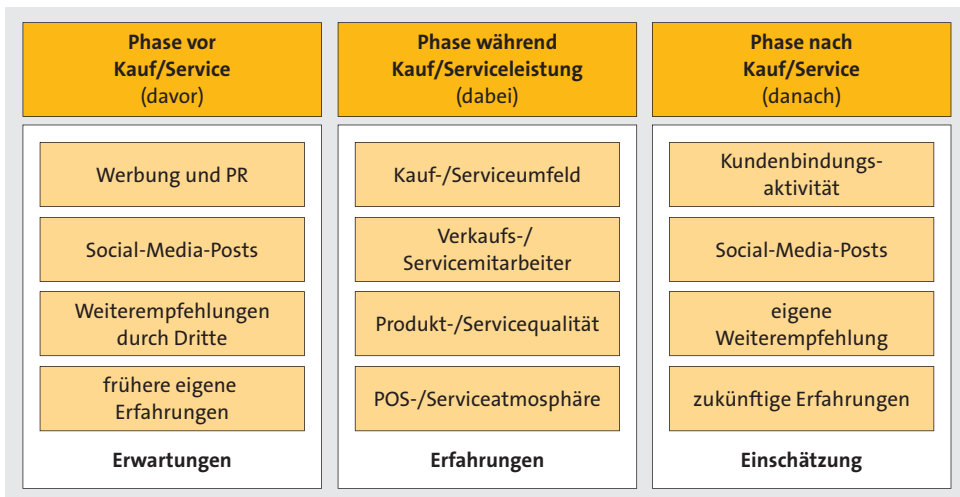 Phase vor
Kauf/Service
(davor)
Werbung und PR
Social-Media-Posts
Weiterempfehlungen
durch Dritte
frühere eigene
Erfahrungen
Erwartungen
Phase während
Kauf/Serviceleistung
(dabei)
Kauf-/Serviceumfeld
Verkaufs-/
Servicemitarbeiter
Produkt-/Servicequalität
POS-/Serviceatmosphäre
Erfahrungen
Phase nach
Kauf/Service
(danach)
Kundenbindungs-
aktivität
Social-Media-Posts
eigene
Weiterempfehlung
zukünftige Erfahrungen
Einschätzung